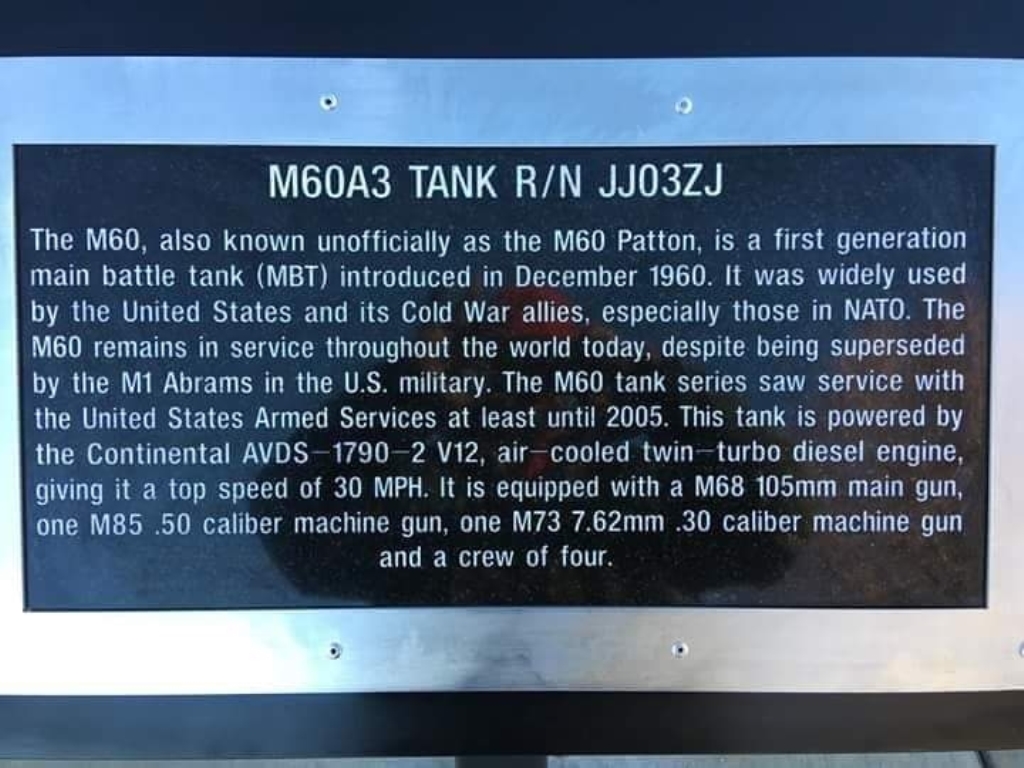 M60A3 TANK R/N JJ03ZJ
The M60, also known unofficially as the M60 Patton, is a first generation
main battle tank (MBT) introduced in December 1960. It was widely used
by the United States and its Cold War allies, especially those in NATO. The
M60 remains in service throughout the world today, despite being superseded
by the M1 Abrams in the U.S. military. The M60 tank series saw service with
the United States Armed Services at least until 2005. This tank is powered by
the Continental AVDS-1790-2 V12, air-cooled twin-turbo diesel engine,
giving it a top speed of 30 MPH. It is equipped with a M68 105mm main gun,
one M85 .50 caliber machine gun, one M73 7.62mm .30 caliber machine gun
and a crew of four.